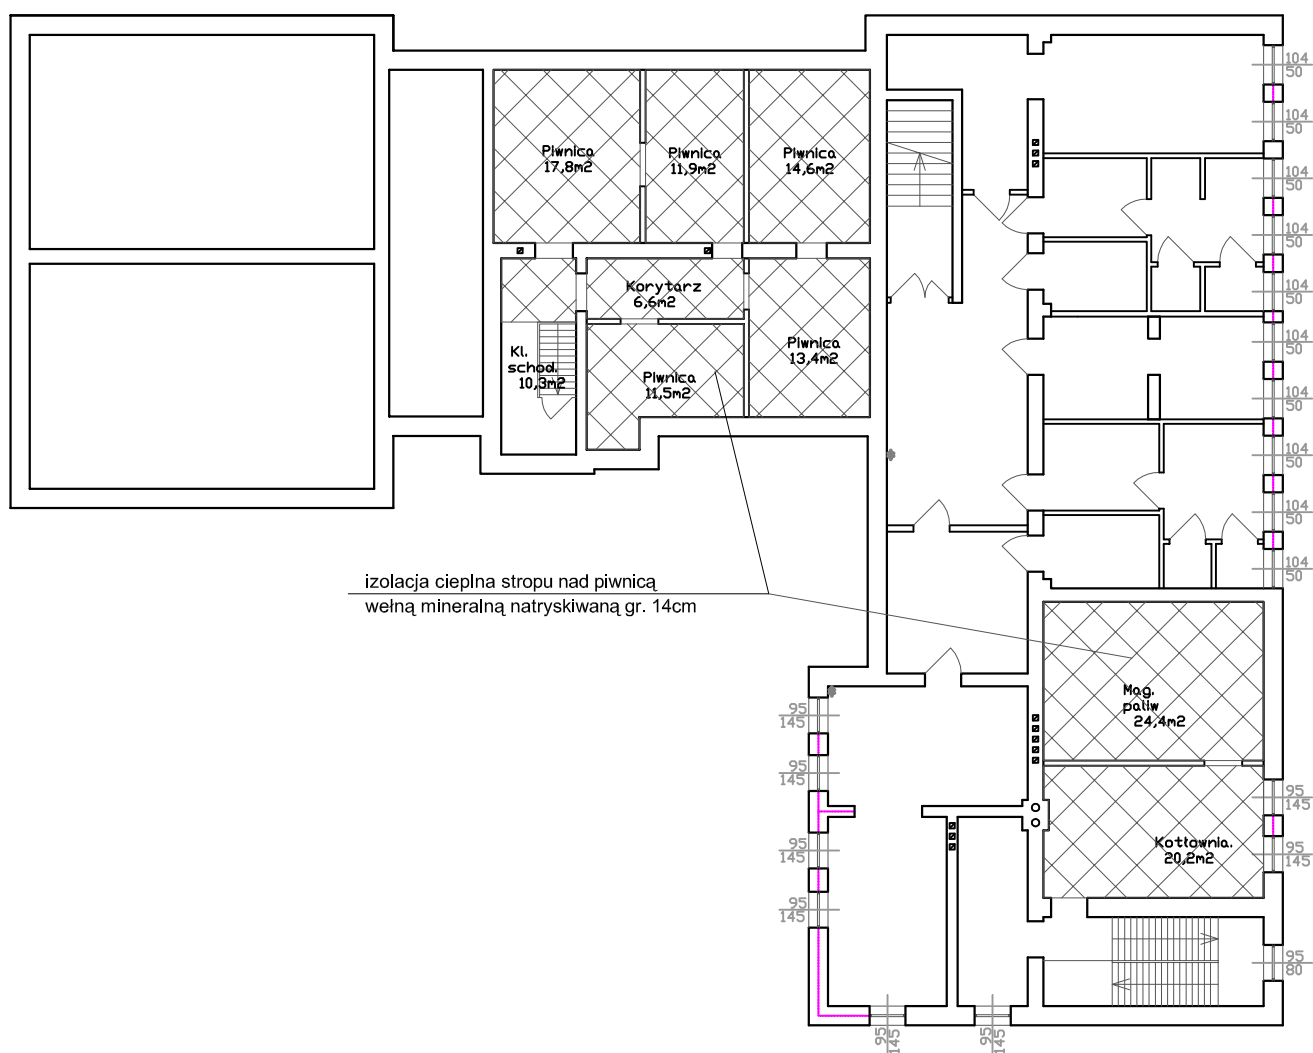 Piwnica
17,8m2
Piwnica
11,9m2
Piwnica
14,6m2
Korytarz
6,6m2
Kl.
schod.
10,3m2
Piwnica
11,5m2
Piwnica
13,4m2
izolacja cieplna stropu nad piwnicą
wełną mineralną natryskiwaną gr. 14cm
Mag.
paliw
24,4m2
Kotłownia.
20,2m2
104
50
104
50
104
50
104
50
104
50
104
50
104
50
104
50
104
50
104
50
95
145
95
145
95
80
95
145
95
145
95
145
95
145
95
145
95
145